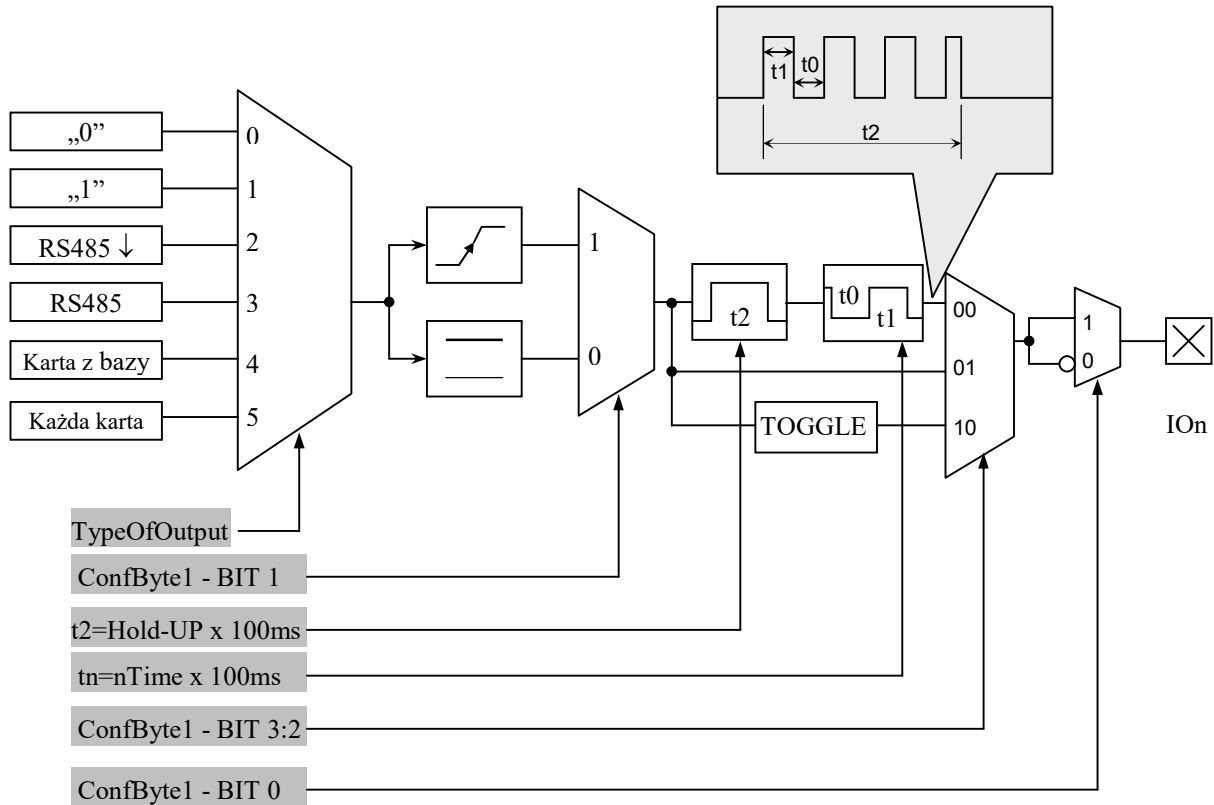 t1
t0
t2
„0”
0
„1”
1
RS485 ↓
2
RS485
3
Karta z bazy
4
Każda karta
5
1
0
t2
t0
t1
00
01
TOGGLE
10
1
0
IOn
TypeOfOutput
ConfByte1 - BIT 1
t2=Hold-UP x 100ms
tn=nTime x 100ms
ConfByte1 - BIT 3:2
ConfByte1 - BIT 0